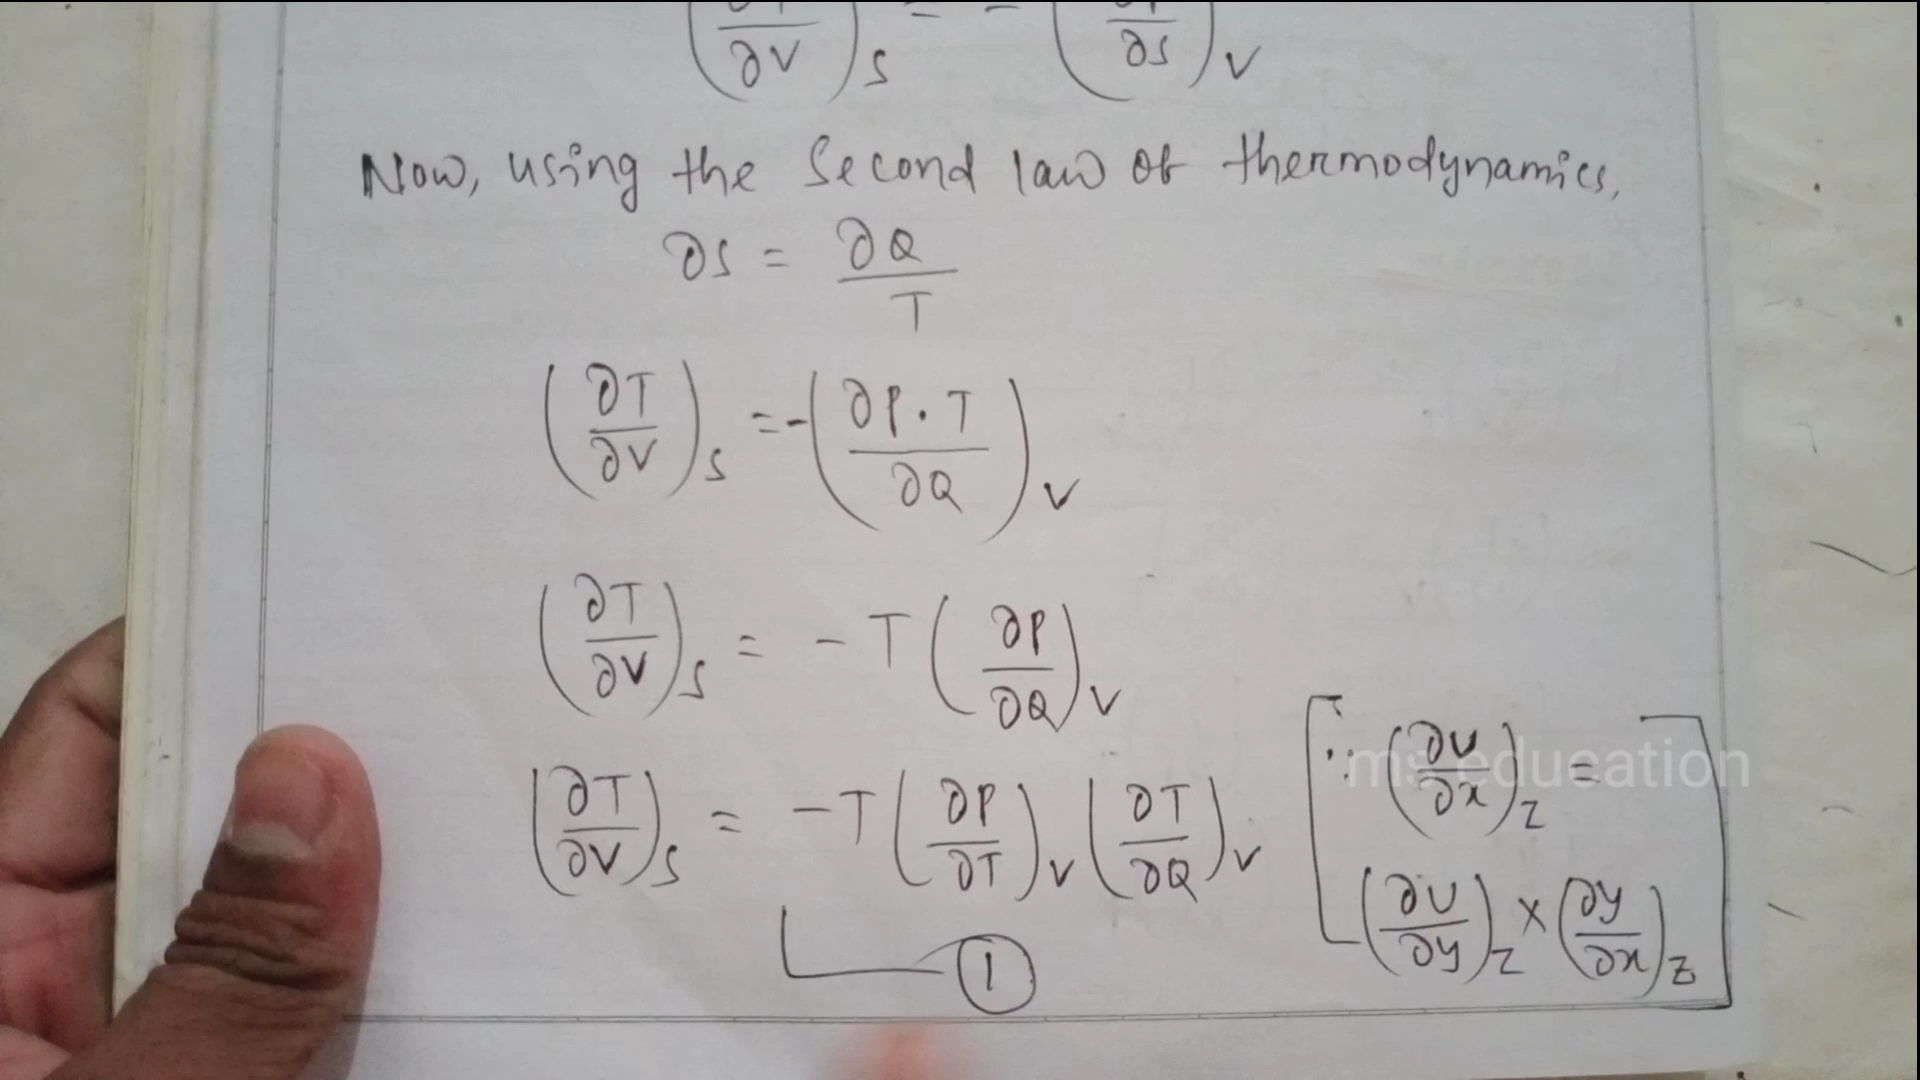 (∂T/∂V)_S = -(∂P/∂S)_V
Now, using the Second law of thermodynamics,
∂S = ∂Q/T
(∂T/∂V)_S = -(∂P·T/∂Q)_V
(∂T/∂V)_S = -T(∂P/∂Q)_V
(∂T/∂V)_S = -T(∂P/∂T)_V (∂T/∂Q)_V
[∵ (∂U/∂x)_z =
(∂U/∂y)_z × (∂y/∂x)_z]
1
ms education